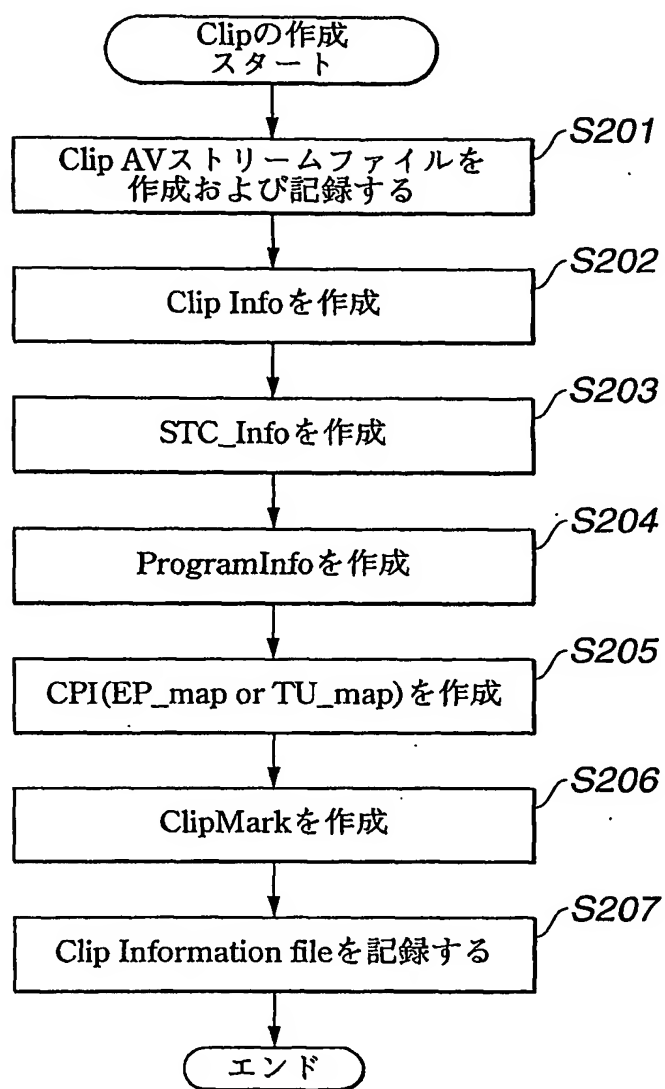 Clipの作成
スタート
S201
Clip AVストリームファイルを
作成および記録する
S202
Clip Infoを作成
S203
STC_Infoを作成
S204
ProgramInfoを作成
S205
CPI(EP_map or TU_map)を作成
S206
ClipMarkを作成
S207
Clip Information fileを記録する
エンド